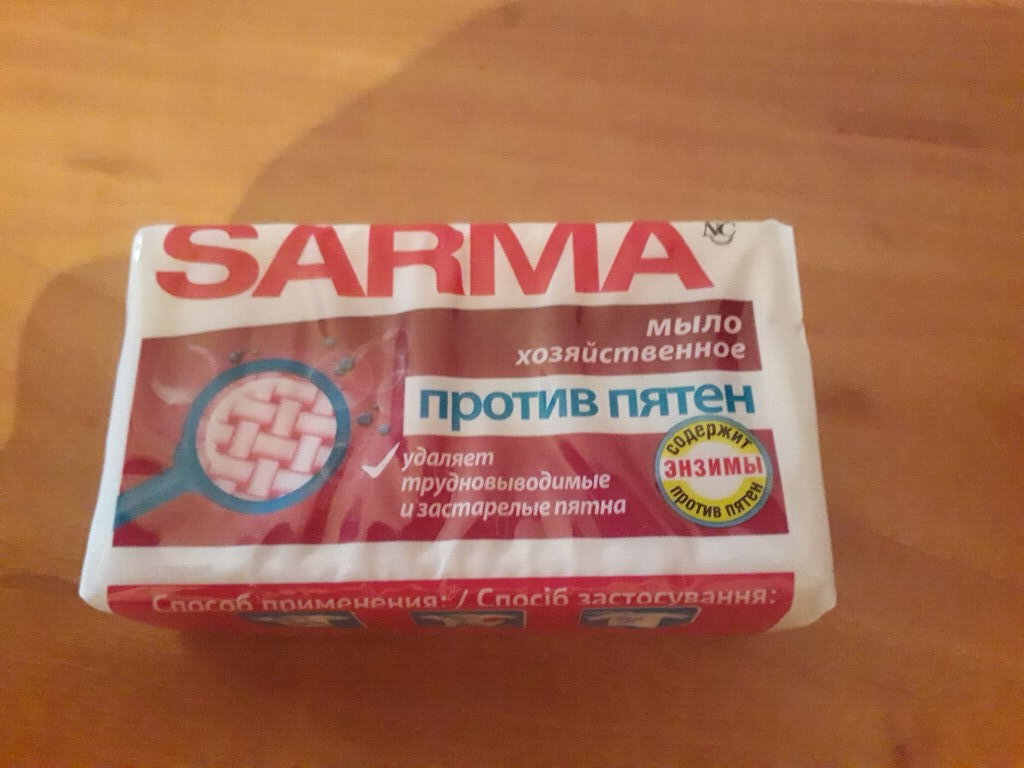 SARMA
NC
мыло
хозяйственное
против пятен
удаляет
трудновыводимые
и застарелые пятна
содержит
ЭНЗИМЫ
против пятен
Способ применения: / Спосіб застосування: